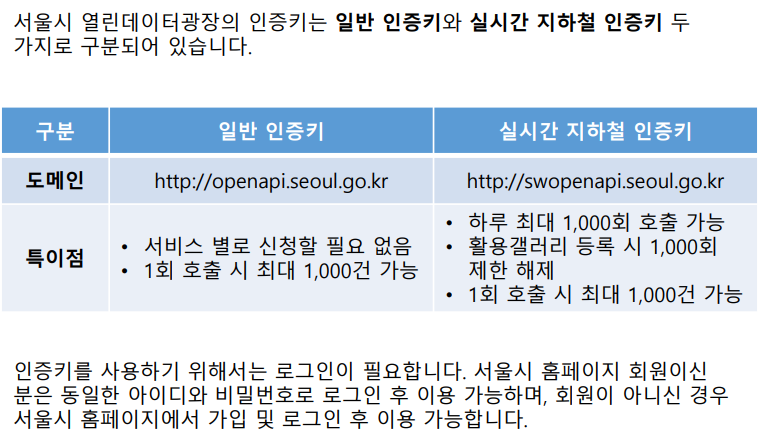 서울시 열린데이터광장의 인증키는 일반 인증키와 실시간 지하철 인증키 두
가지로 구분되어 있습니다.
구분 일반 인증키 실시간 지하철 인증키
도메인 http://openapi.seoul.go.kr http://swopenapi.seoul.go.kr
특이점
• 서비스 별로 신청할 필요 없음
• 1회 호출 시 최대 1,000건 가능
• 하루 최대 1,000회 호출 가능
• 활용갤러리 등록 시 1,000회
제한 해제
• 1회 호출 시 최대 1,000건 가능
인증키를 사용하기 위해서는 로그인이 필요합니다. 서울시 홈페이지 회원이신
분은 동일한 아이디와 비밀번호로 로그인 후 이용 가능하며, 회원이 아니신 경우
서울시 홈페이지에서 가입 및 로그인 후 이용 가능합니다.